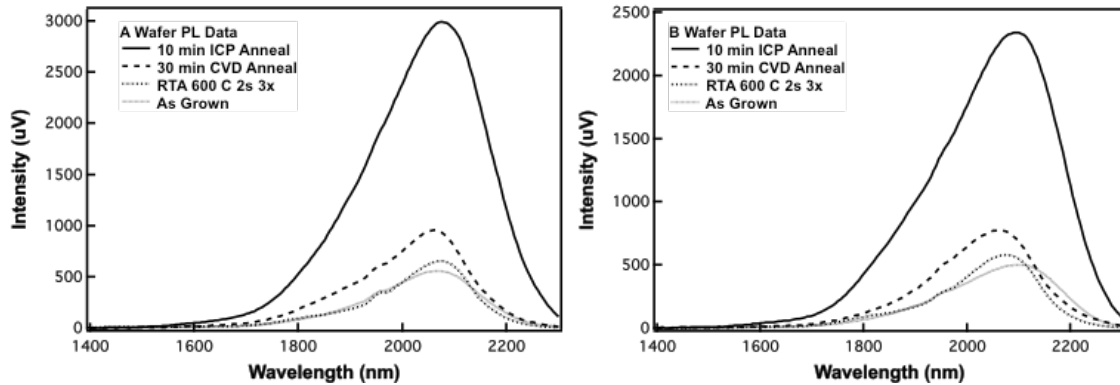 A Wafer PL Data
10 min ICP Anneal
30 min CVD Anneal
RTA 600 C 2s 3x
As Grown
3000
2500
2000
1500
1000
500
0
Intensity (uV)
1400 1600 1800 2000 2200
Wavelength (nm)
B Wafer PL Data
10 min ICP Anneal
30 min CVD Anneal
RTA 600 C 2s 3x
As Grown
2500
2000
1500
1000
500
0
Intensity (uV)
1400 1600 1800 2000 2200
Wavelength (nm)